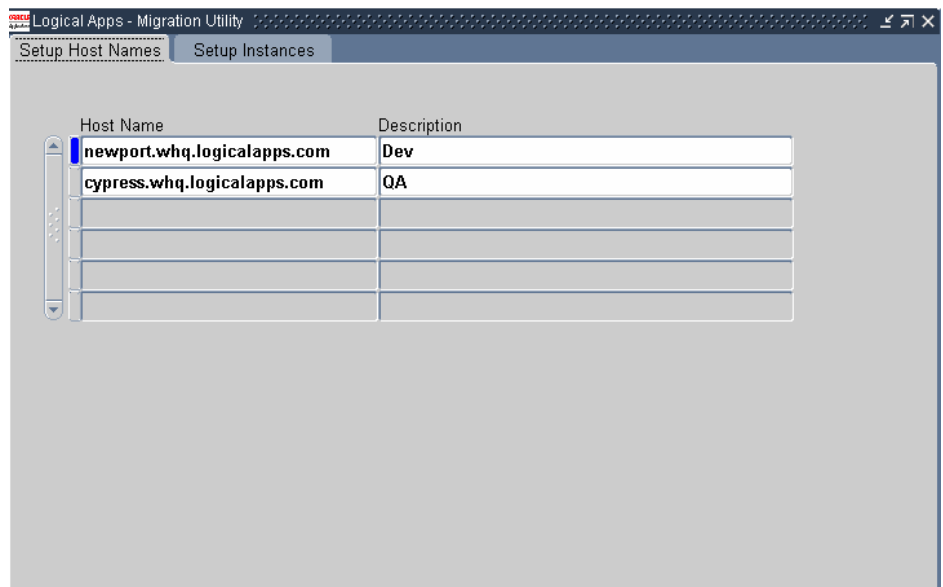 ORACLE Logical Apps - Migration Utility
Setup Host Names Setup Instances
Host Name Description
newport.whq.logicalapps.com Dev
cypress.whq.logicalapps.com QA